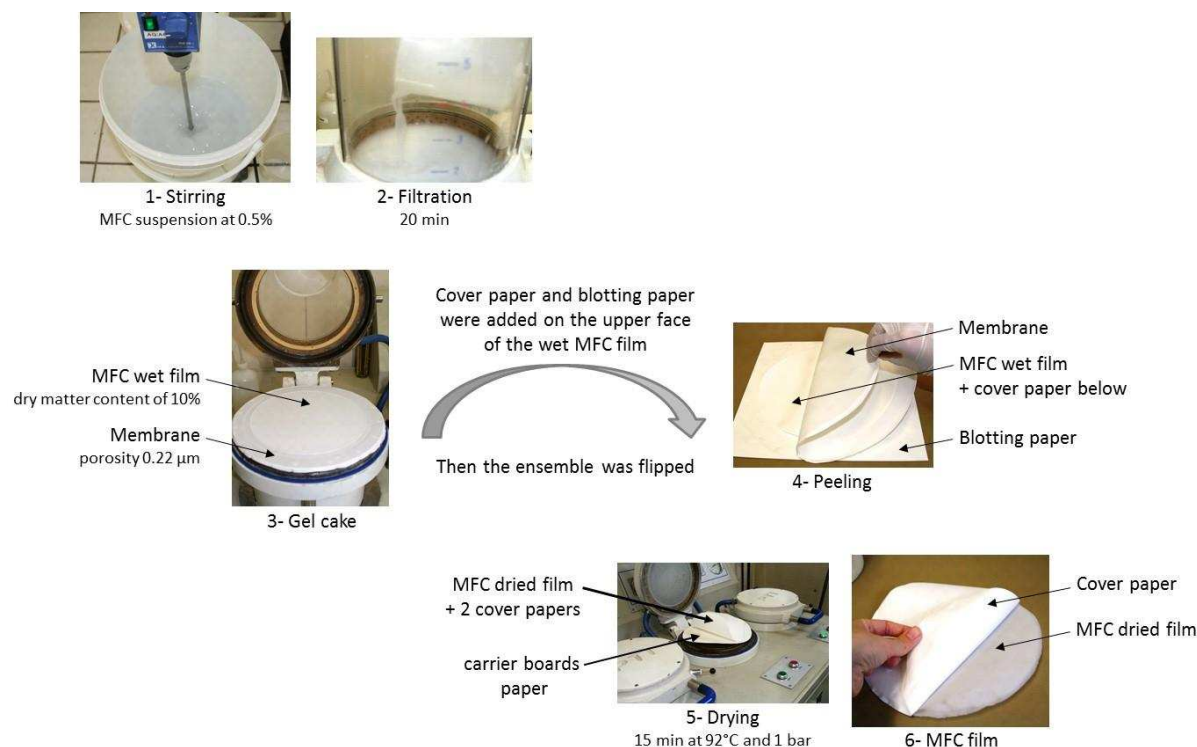 1- Stirring
MFC suspension at 0.5%
2- Filtration
20 min
Cover paper and blotting paper
were added on the upper face
of the wet MFC film
Then the ensemble was flipped
MFC wet film
dry matter content of 10%
Membrane
porosity 0.22 µm
3- Gel cake
Membrane
MFC wet film
+ cover paper below
Blotting paper
4- Peeling
MFC dried film
+ 2 cover papers
carrier boards
paper
5- Drying
15 min at 92°C and 1 bar
Cover paper
MFC dried film
6- MFC film